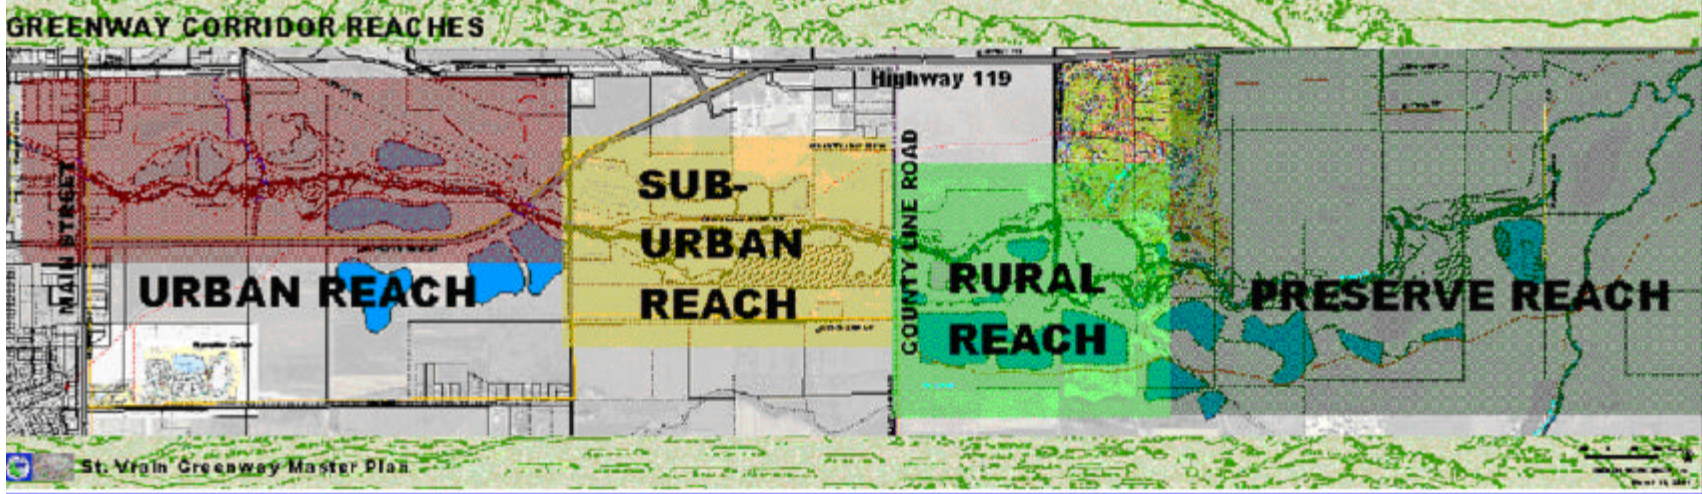 GREENWAY CORRIDOR REACHES
Highway 119
MAIN STREET
URBAN REACH
SUB-
URBAN
REACH
COUNTY LINE ROAD
RURAL
REACH
PRESERVE REACH
St. Vrain Greenway Master Plan